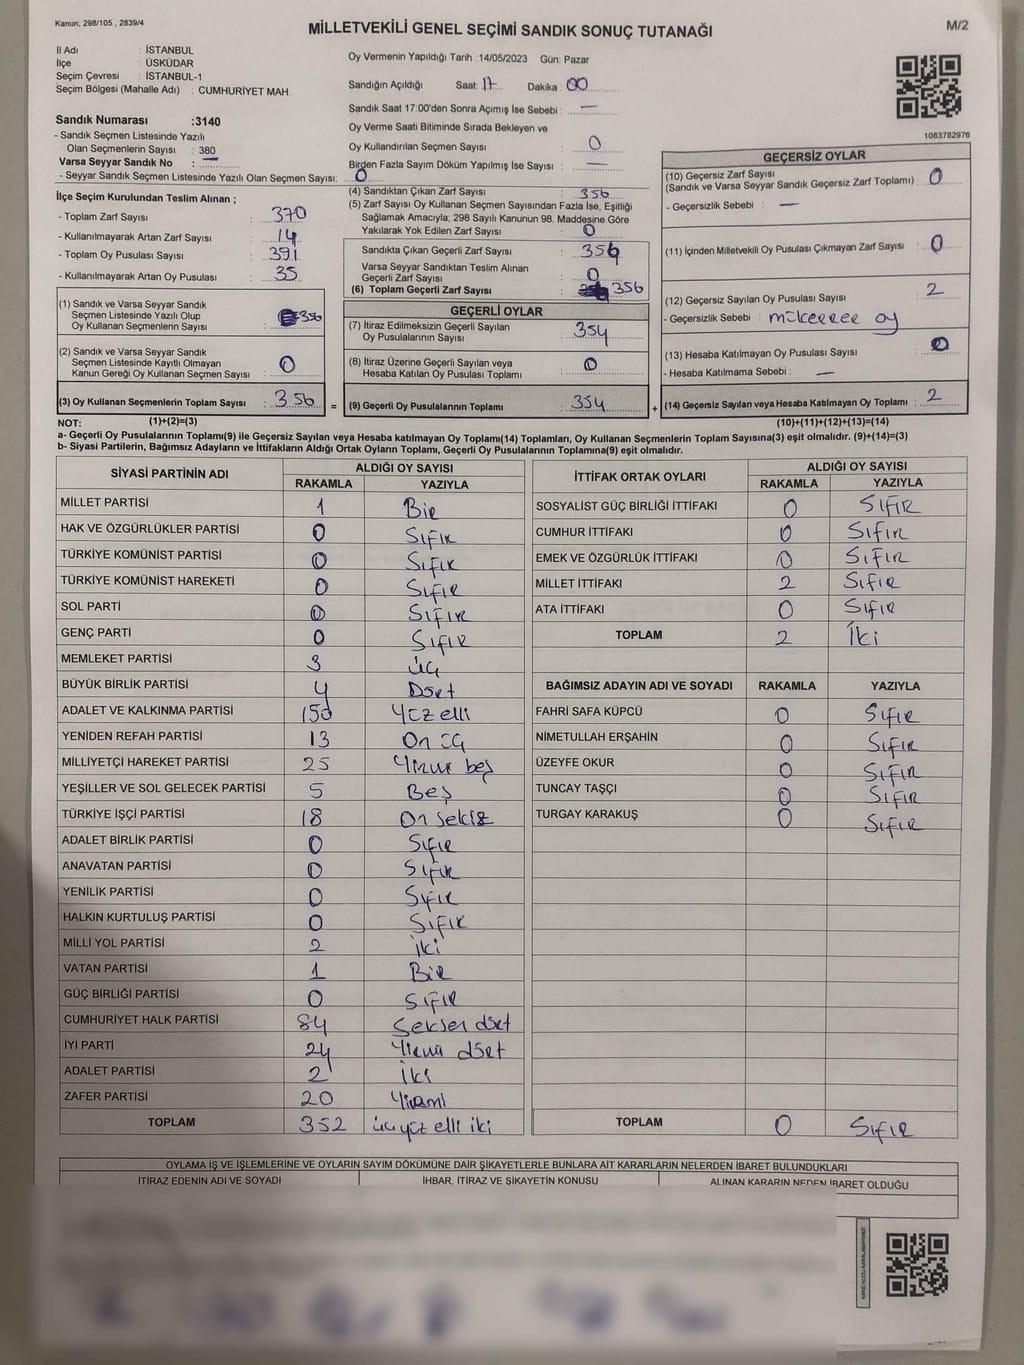 Kanun, 298/105 , 2839/4
MİLLETVEKİLİ GENEL SEÇİMİ SANDIK SONUÇ TUTANAĞI
M/2
İl Adı : İSTANBUL
İlçe : ÜSKÜDAR
Seçim Çevresi : İSTANBUL-1
Seçim Bölgesi (Mahalle Adı) : CUMHURİYET MAH.
Sandık Numarası :3140
- Sandık Seçmen Listesinde Yazılı
Olan Seçmenlerin Sayısı : 380
Varsa Seyyar Sandık No : —
- Seyyar Sandık Seçmen Listesinde Yazılı Olan Seçmen Sayısı: 0
İlçe Seçim Kurulundan Teslim Alınan ;
- Toplam Zarf Sayısı : 370
- Kullanılmayarak Artan Zarf Sayısı : 14
- Toplam Oy Pusulası Sayısı : 391
- Kullanılmayarak Artan Oy Pusulası : 35
(1) Sandık ve Varsa Seyyar Sandık
Seçmen Listesinde Yazılı Olup
Oy Kullanan Seçmenlerin Sayısı : 356
(2) Sandık ve Varsa Seyyar Sandık
Seçmen Listesinde Kayıtlı Olmayan
Kanun Gereği Oy Kullanan Seçmen Sayısı : 0
(3) Oy Kullanan Seçmenlerin Toplam Sayısı : 356
Oy Vermenin Yapıldığı Tarih : 14/05/2023 Gün: Pazar
Sandığın Açıldığı Saat: 17 Dakika : 00
Sandık Saat 17:00'den Sonra Açımış İse Sebebi : —
Oy Verme Saati Bitiminde Sırada Bekleyen ve
Oy Kullandırılan Seçmen Sayısı : 0
Birden Fazla Sayım Döküm Yapılmış İse Sayısı : —
(4) Sandıktan Çıkan Zarf Sayısı : 356
(5) Zarf Sayısı Oy Kullanan Seçmen Sayısından Fazla İse, Eşitliği
Sağlamak Amacıyla; 298 Sayılı Kanunun 98. Maddesine Göre
Yakılarak Yok Edilen Zarf Sayısı : 0
Sandıkta Çıkan Geçerli Zarf Sayısı : 356
Varsa Seyyar Sandıktan Teslim Alınan
Geçerli Zarf Sayısı : 0
(6) Toplam Geçerli Zarf Sayısı : 356
GEÇERLİ OYLAR
(7) İtiraz Edilmeksizin Geçerli Sayılan
Oy Pusulalarının Sayısı : 354
(8) İtiraz Üzerine Geçerli Sayılan veya
Hesaba Katılan Oy Pusulası Toplamı : 0
= (9) Geçerli Oy Pusulalarının Toplamı : 354
1083782976
GEÇERSİZ OYLAR
(10) Geçersiz Zarf Sayısı
(Sandık ve Varsa Seyyar Sandık Geçersiz Zarf Toplamı) : 0
- Geçersizlik Sebebi : —
(11) İçinden Milletvekili Oy Pusulası Çıkmayan Zarf Sayısı : 0
(12) Geçersiz Sayılan Oy Pusulası Sayısı : 2
- Geçersizlik Sebebi : mükerrer oy
(13) Hesaba Katılmayan Oy Pusulası Sayısı : 0
- Hesaba Katılmama Sebebi : —
+ (14) Geçersiz Sayılan veya Hesaba Katılmayan Oy Toplamı : 2
NOT: (1)+(2)=(3) (10)+(11)+(12)+(13)=(14)
a- Geçerli Oy Pusulalarının Toplamı(9) ile Geçersiz Sayılan veya Hesaba katılmayan Oy Toplamı(14) Toplamları, Oy Kullanan Seçmenlerin Toplam Sayısına(3) eşit olmalıdır. (9)+(14)=(3)
b- Siyasi Partilerin, Bağımsız Adayların ve İttifakların Aldığı Ortak Oyların Toplamı, Geçerli Oy Pusulalarının Toplamına(9) eşit olmalıdır.
SİYASİ PARTİNİN ADI ALDIĞI OY SAYISI
RAKAMLA YAZIYLA
MİLLET PARTİSİ 1 Bir
HAK VE ÖZGÜRLÜKLER PARTİSİ 0 Sıfır
TÜRKİYE KOMÜNİST PARTİSİ 0 Sıfır
TÜRKİYE KOMÜNİST HAREKETİ 0 Sıfır
SOL PARTİ 0 Sıfır
GENÇ PARTİ 0 Sıfır
MEMLEKET PARTİSİ 3 üç
BÜYÜK BİRLİK PARTİSİ 4 Dört
ADALET VE KALKINMA PARTİSİ 150 Yüz elli
YENİDEN REFAH PARTİSİ 13 On üç
MİLLİYETÇİ HAREKET PARTİSİ 25 Yirmi beş
YEŞİLLER VE SOL GELECEK PARTİSİ 5 Beş
TÜRKİYE İŞÇİ PARTİSİ 18 On sekiz
ADALET BİRLİK PARTİSİ 0 Sıfır
ANAVATAN PARTİSİ 0 Sıfır
YENİLİK PARTİSİ 0 Sıfır
HALKIN KURTULUŞ PARTİSİ 0 Sıfır
MİLLİ YOL PARTİSİ 2 iki
VATAN PARTİSİ 1 Bir
GÜÇ BİRLİĞİ PARTİSİ 0 Sıfır
CUMHURİYET HALK PARTİSİ 84 Seksen dört
İYİ PARTİ 24 Yirmi dört
ADALET PARTİSİ 2 İki
ZAFER PARTİSİ 20 Yirmi
TOPLAM 352 üçyüz elli iki
İTTİFAK ORTAK OYLARI ALDIĞI OY SAYISI
RAKAMLA YAZIYLA
SOSYALİST GÜÇ BİRLİĞİ İTTİFAKI 0 Sıfır
CUMHUR İTTİFAKI 0 Sıfır
EMEK VE ÖZGÜRLÜK İTTİFAKI 0 Sıfır
MİLLET İTTİFAKI 2 Sıfır
ATA İTTİFAKI 0 Sıfır
TOPLAM 2 İki
BAĞIMSIZ ADAYIN ADI VE SOYADI RAKAMLA YAZIYLA
FAHRİ SAFA KÜPCÜ 0 Sıfır
NİMETULLAH ERŞAHİN 0 Sıfır
ÜZEYFE OKUR 0 Sıfır
TUNCAY TAŞÇI 0 Sıfır
TURGAY KARAKUŞ 0 Sıfır
TOPLAM 0 Sıfır
OYLAMA İŞ VE İŞLEMLERİNE VE OYLARIN SAYIM DÖKÜMÜNE DAİR ŞİKAYETLERLE BUNLARA AİT KARARLARIN NELERDEN İBARET BULUNDUKLARI
İTİRAZ EDENİN ADI VE SOYADI İHBAR, İTİRAZ VE ŞİKAYETİN KONUSU ALINAN KARARIN NEDEN İBARET OLDUĞU